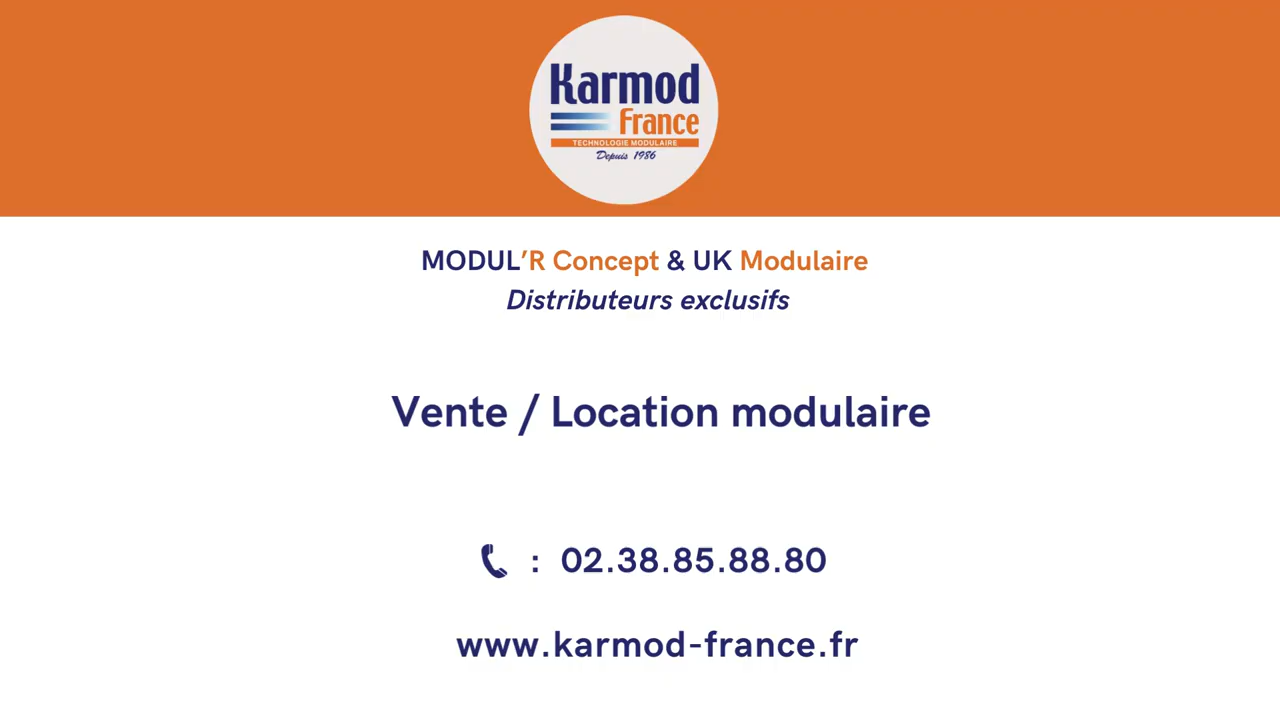 Karmod
France
TECHNOLOGIE MODULAIRE
Depuis 1986
MODUL’R Concept & UK Modulaire
Distributeurs exclusifs
Vente / Location modulaire
: 02.38.85.88.80
www.karmod-france.fr